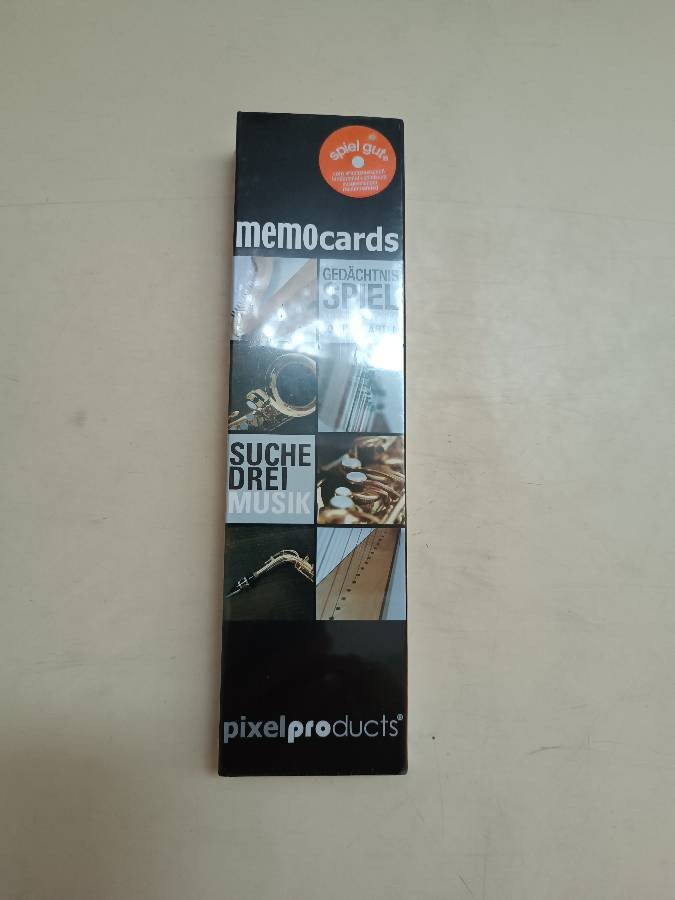 spiel gut®
memocards
GEDÄCHTNIS
SPIEL
SUCHE
DREI
MUSIK
pixelproducts®